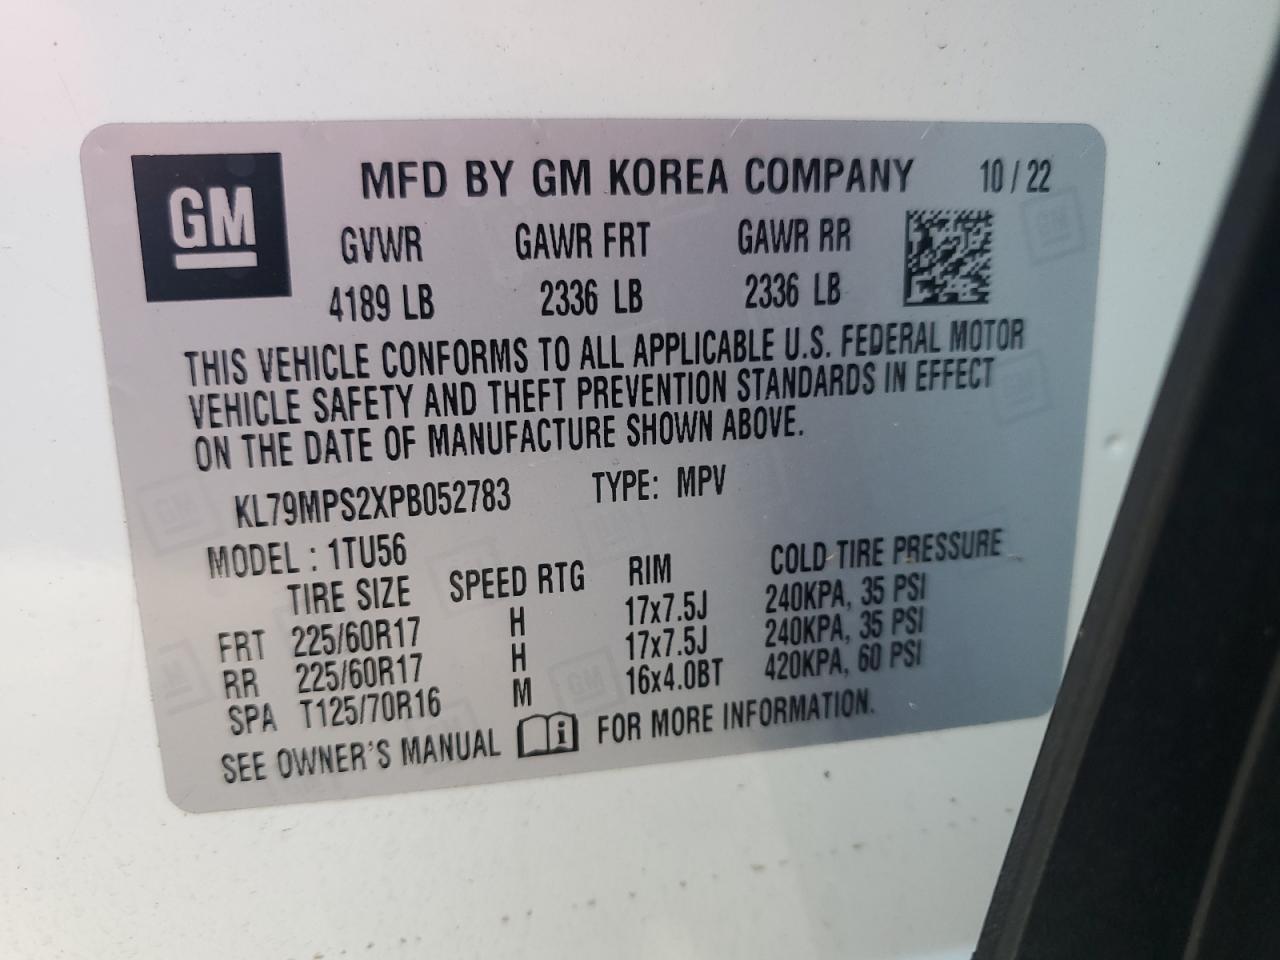 GM
MFD BY GM KOREA COMPANY 10 / 22
GVWR GAWR FRT GAWR RR
4189 LB 2336 LB 2336 LB
THIS VEHICLE CONFORMS TO ALL APPLICABLE U.S. FEDERAL MOTOR
VEHICLE SAFETY AND THEFT PREVENTION STANDARDS IN EFFECT
ON THE DATE OF MANUFACTURE SHOWN ABOVE.
KL79MPS2XPB052783 TYPE: MPV
MODEL : 1TU56
TIRE SIZE SPEED RTG RIM COLD TIRE PRESSURE
FRT 225/60R17 H 17x7.5J 240KPA, 35 PSI
RR 225/60R17 H 17x7.5J 240KPA, 35 PSI
SPA T125/70R16 M 16x4.0BT 420KPA, 60 PSI
SEE OWNER'S MANUAL i FOR MORE INFORMATION.